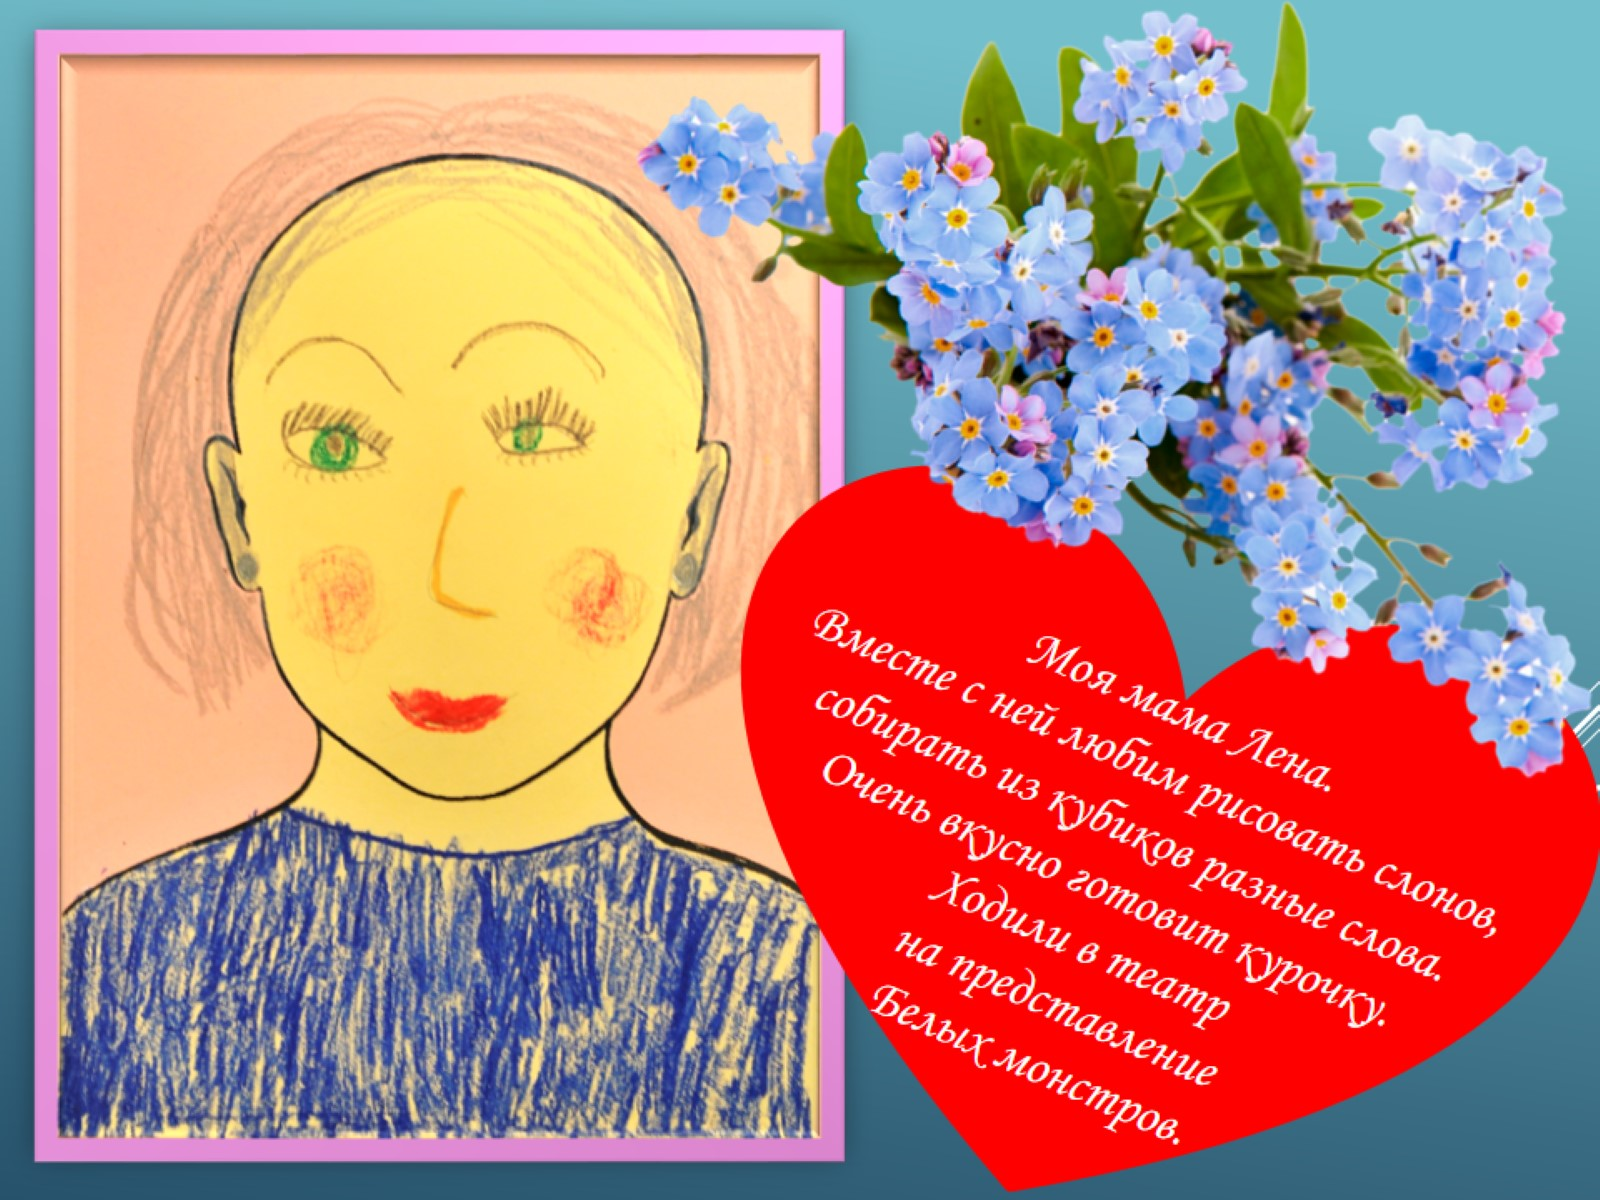 Моя мама Лена.
Вместе с ней любим рисовать слонов,
собирать из кубиков разные слова.
Очень вкусно готовит курочку.
Ходили в театр
на представление
Белых монстров.